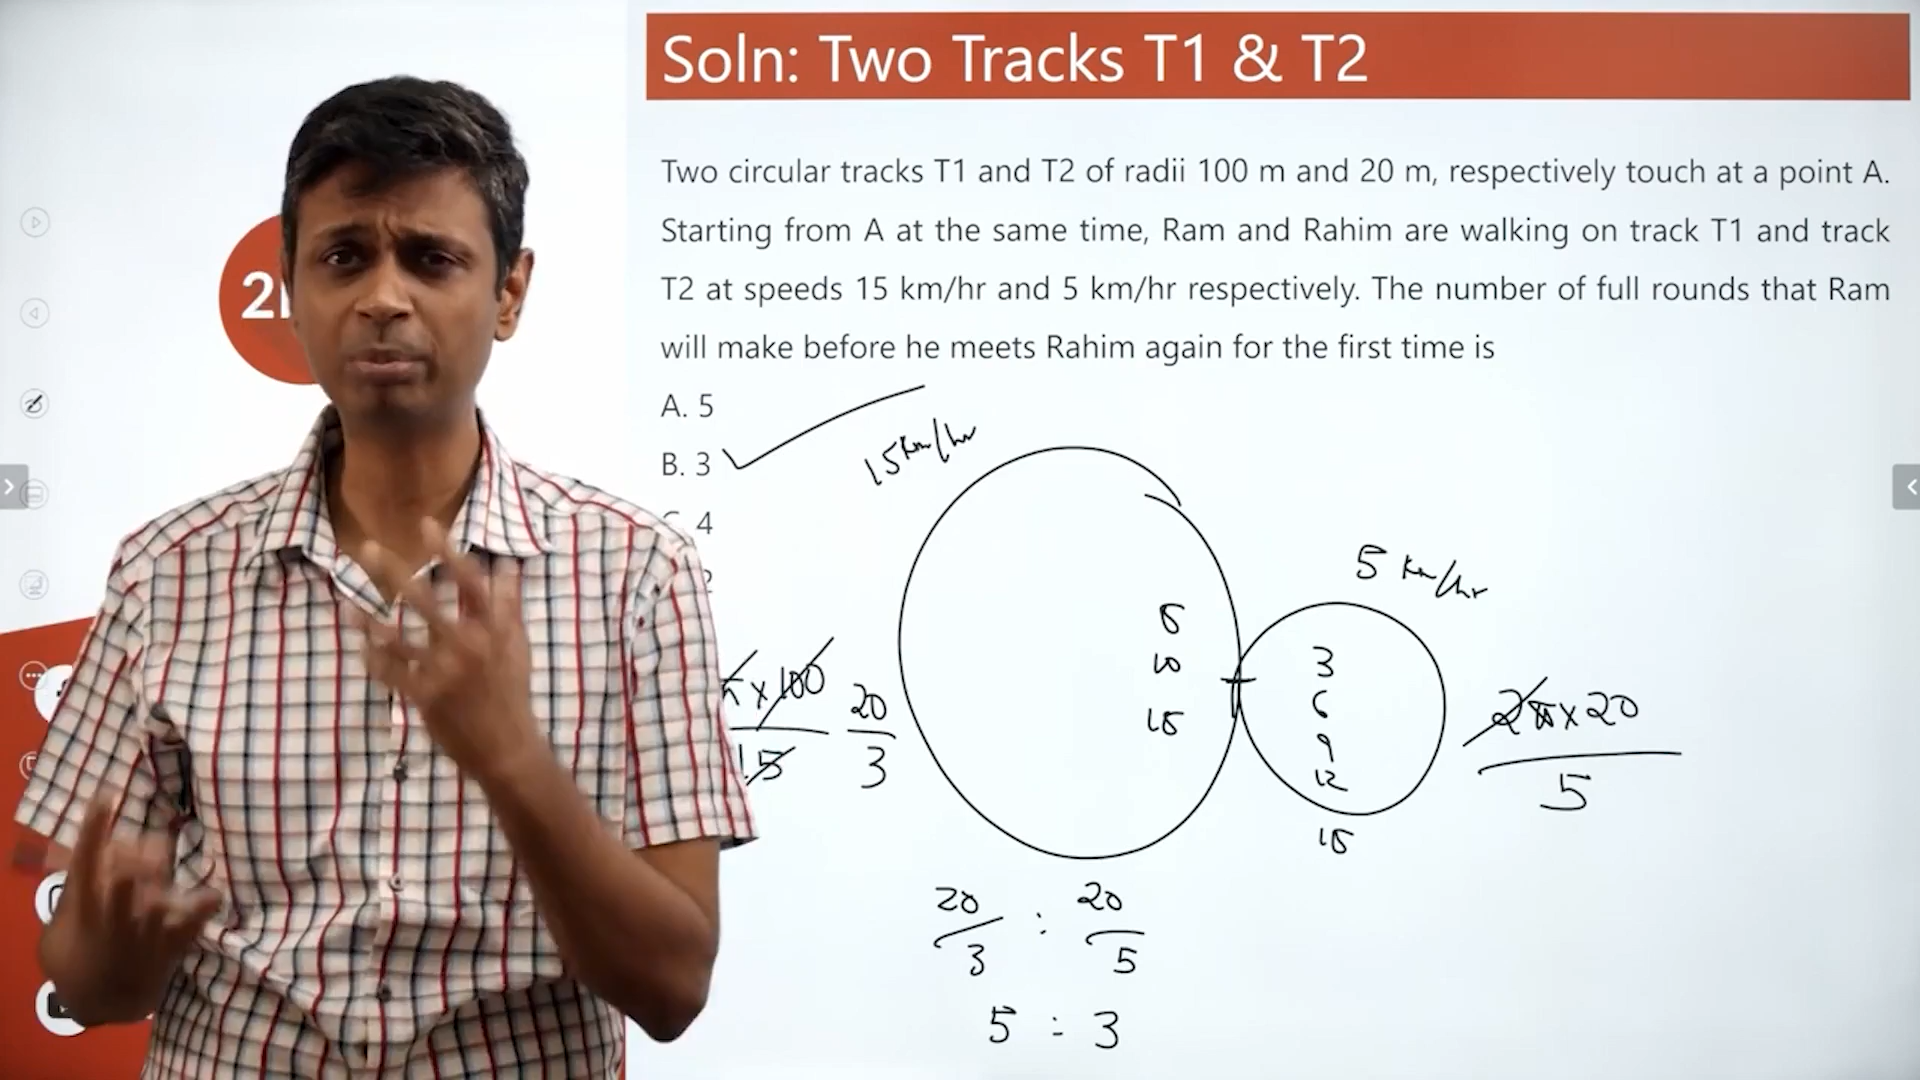 Soln: Two Tracks T1 & T2
Two circular tracks T1 and T2 of radii 100 m and 20 m, respectively touch at a point A.
Starting from A at the same time, Ram and Rahim are walking on track T1 and track
T2 at speeds 15 km/hr and 5 km/hr respectively. The number of full rounds that Ram
will make before he meets Rahim again for the first time is
A. 5
B. 3
4
15 km/hr
5 km/hr
5
10
15
3
6
9
12
15
x 100
15
20
3
2π x 20
5
20
3
:
20
5
5 : 3
2